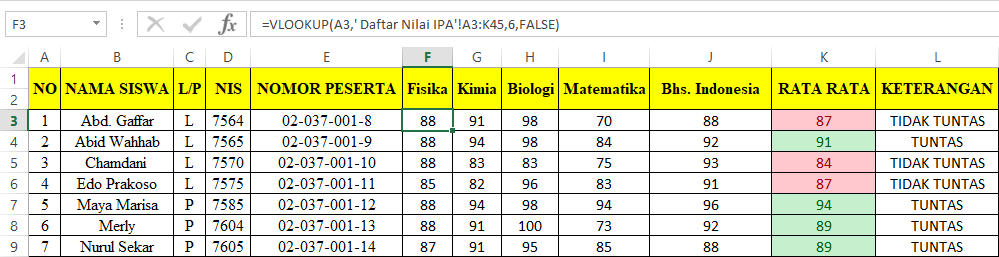 F3 fx =VLOOKUP(A3,' Daftar Nilai IPA'!A3:K45,6,FALSE)
A B C D E F G H I J K L
1 NO NAMA SISWA L/P NIS NOMOR PESERTA Fisika Kimia Biologi Matematika Bhs. Indonesia RATA RATA KETERANGAN
2
3 1 Abd. Gaffar L 7564 02-037-001-8 88 91 98 70 88 87 TIDAK TUNTAS
4 2 Abid Wahhab L 7565 02-037-001-9 88 94 98 84 92 91 TUNTAS
5 3 Chamdani L 7570 02-037-001-10 88 83 83 75 93 84 TIDAK TUNTAS
6 4 Edo Prakoso L 7575 02-037-001-11 85 82 96 83 91 87 TIDAK TUNTAS
7 5 Maya Marisa P 7585 02-037-001-12 88 94 98 94 96 94 TUNTAS
8 6 Merly P 7604 02-037-001-13 88 91 100 73 92 89 TUNTAS
9 7 Nurul Sekar P 7605 02-037-001-14 87 91 95 85 88 89 TUNTAS